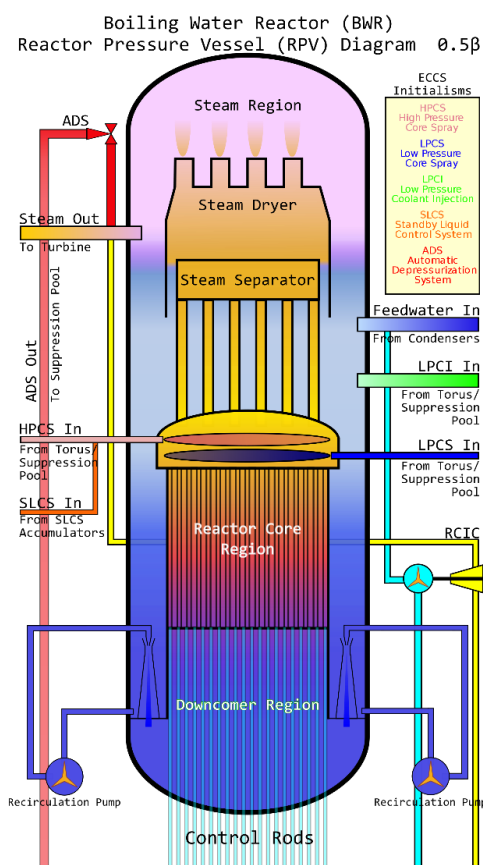 Boiling Water Reactor (BWR)
Reactor Pressure Vessel (RPV) Diagram 0.5β
ECCS
Initialisms
HPCS
High Pressure
Core Spray
LPCS
Low Pressure
Core Spray
LPCI
Low Pressure
Coolant Injection
SLCS
Standby Liquid
Control System
ADS
Automatic
Depressurization
System
Steam Region
ADS
Steam Dryer
Steam Out
To Turbine
Steam Separator
ADS Out
To Suppression Pool
Feedwater In
From Condensers
LPCI In
From Torus/
Suppression
Pool
HPCS In
From Torus/
Suppression
Pool
LPCS In
From Torus/
Suppression
Pool
SLCS In
From SLCS
Accumulators
Reactor Core
Region
RCIC
Downcomer Region
Recirculation Pump
Recirculation Pump
Control Rods